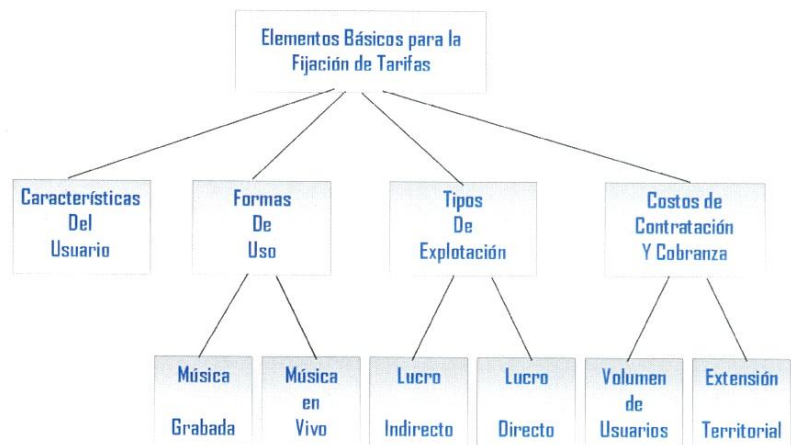 Elementos Básicos para la
Fijación de Tarifas
Características
Del
Usuario
Formas
De
Uso
Tipos
De
Explotación
Costos de
Contratación
Y Cobranza
Música
Grabada
Música
en
Vivo
Lucro
Indirecto
Lucro
Directo
Volumen
de
Usuarios
Extensión
Territorial